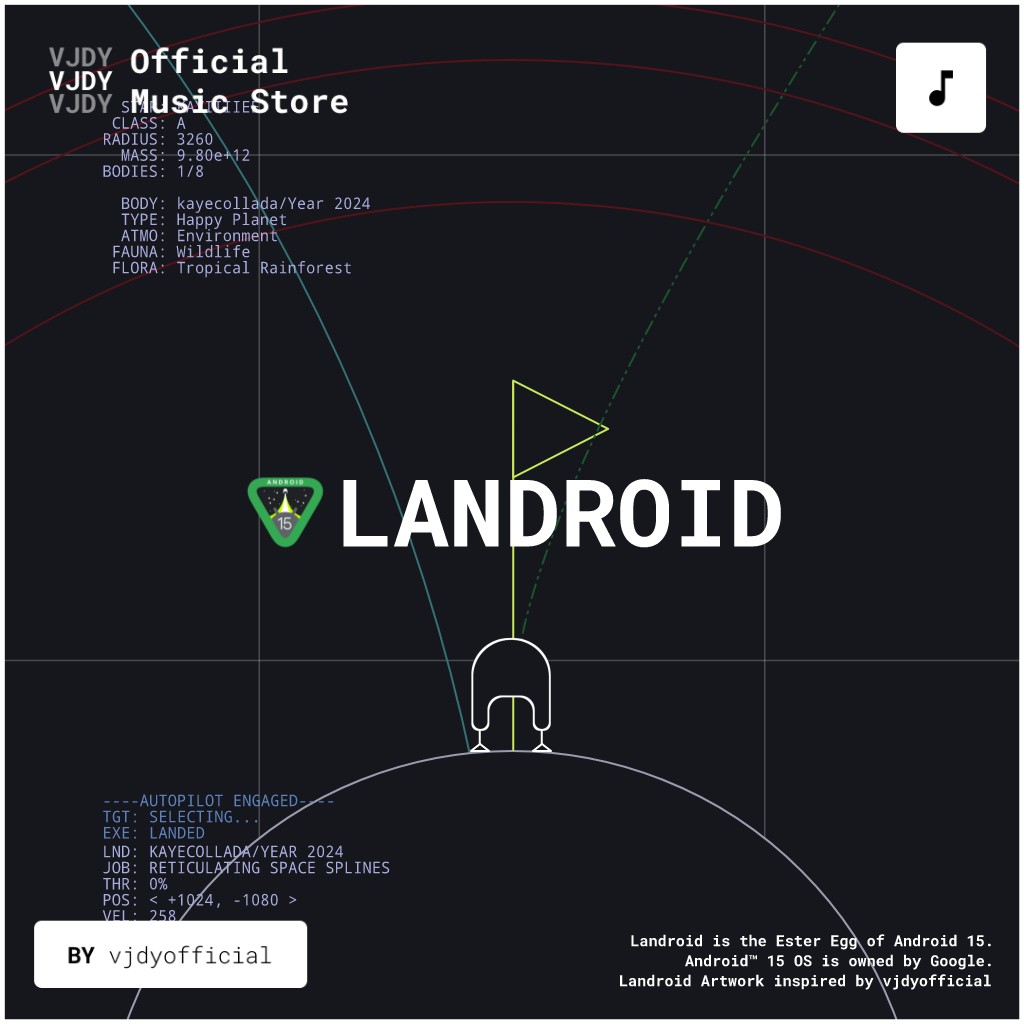 VJDY Official
VJDY
VJDY Music Store
STAR:
CLASS: A
RADIUS: 3260
MASS: 9.80e+12
BODIES: 1/8
BODY: kayecollada/Year 2024
TYPE: Happy Planet
ATMO: Environment
FAUNA: Wildlife
FLORA: Tropical Rainforest
ANDROID
15
LANDROID
----AUTOPILOT ENGAGED----
TGT: SELECTING...
EXE: LANDED
LND: KAYECOLLADA/YEAR 2024
JOB: RETICULATING SPACE SPLINES
THR: 0%
POS: < +1024, -1080 >
VEL: 258
BY vjdyofficial
Landroid is the Ester Egg of Android 15.
Android™ 15 OS is owned by Google.
Landroid Artwork inspired by vjdyofficial